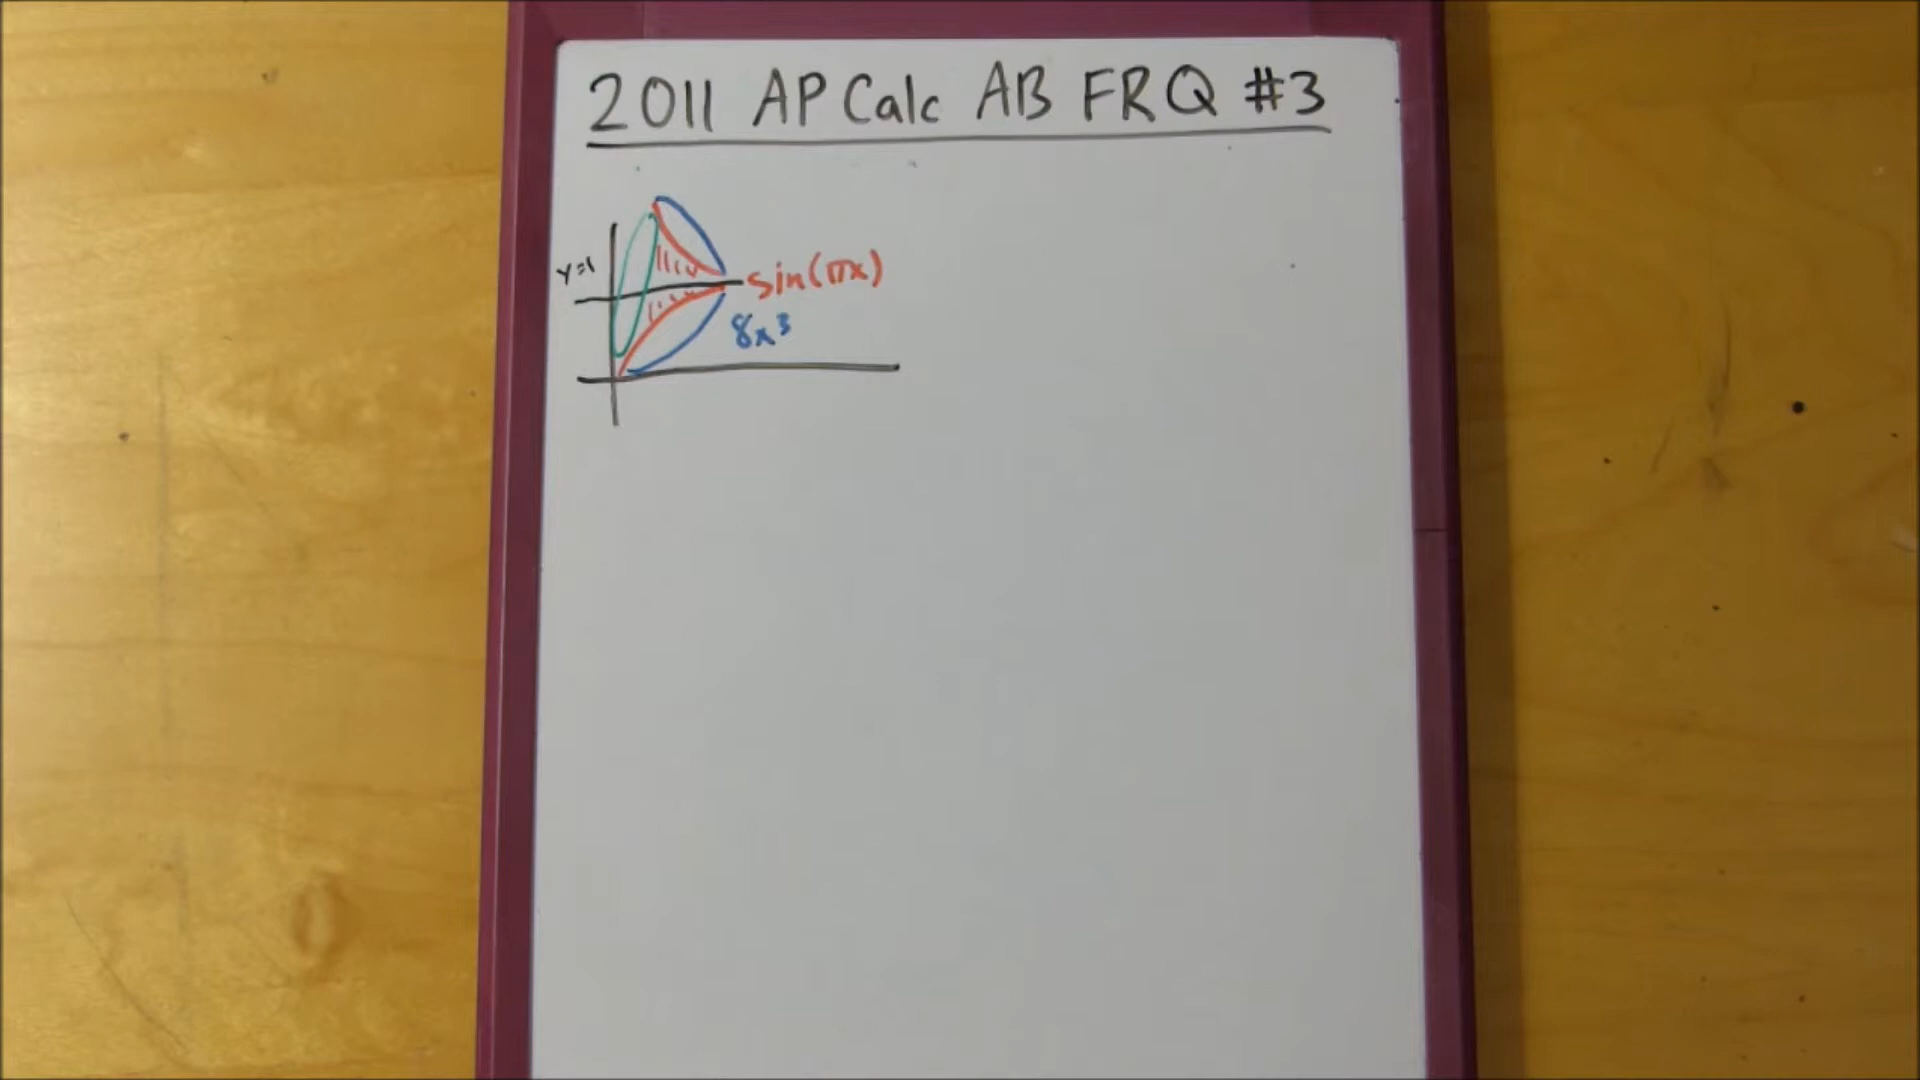 2011 AP Calc AB FRQ #3
y=1
sin(πx)
8x³